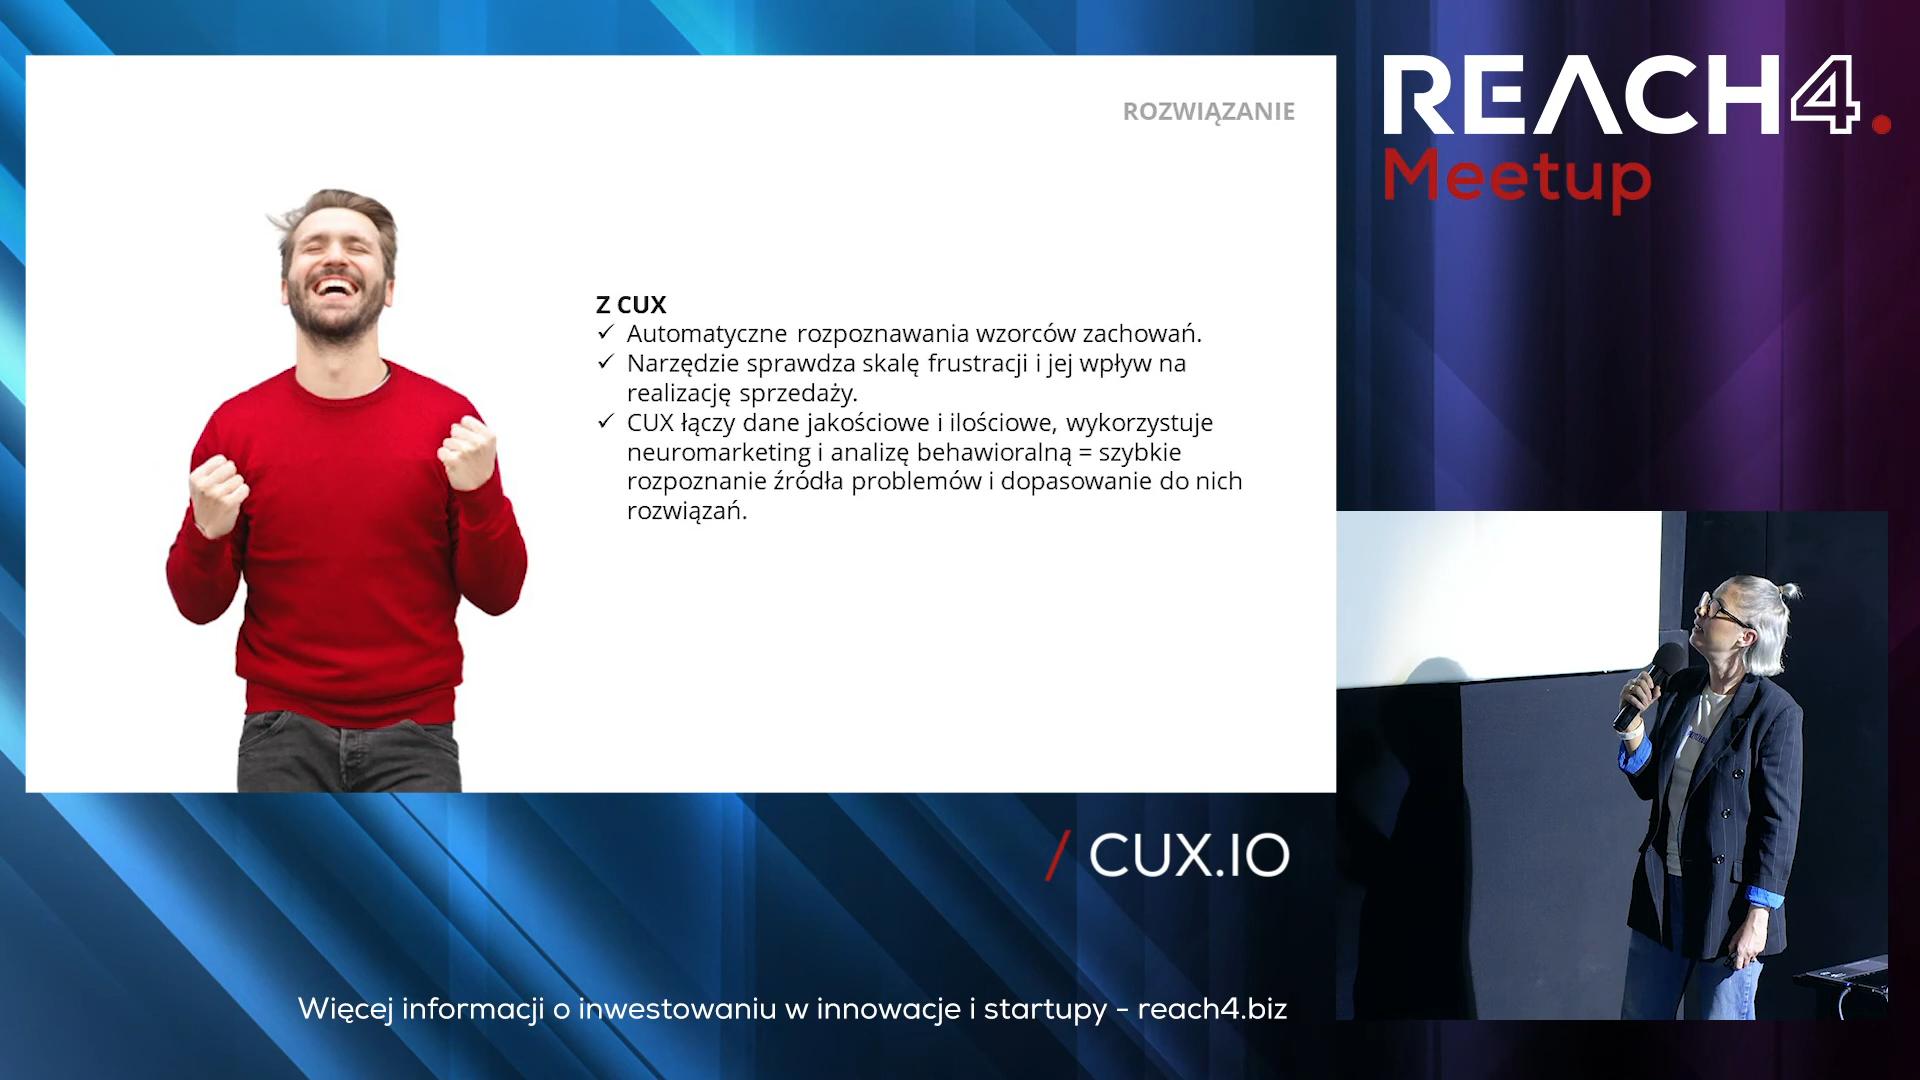 ROZWIĄZANIE
Z CUX
✓ Automatyczne rozpoznawania wzorców zachowań.
✓ Narzędzie sprawdza skalę frustracji i jej wpływ na
realizację sprzedaży.
✓ CUX łączy dane jakościowe i ilościowe, wykorzystuje
neuromarketing i analizę behawioralną = szybkie
rozpoznanie źródła problemów i dopasowanie do nich
rozwiązań.
REACH4.
Meetup
/ CUX.IO
Więcej informacji o inwestowaniu w innowacje i startupy - reach4.biz